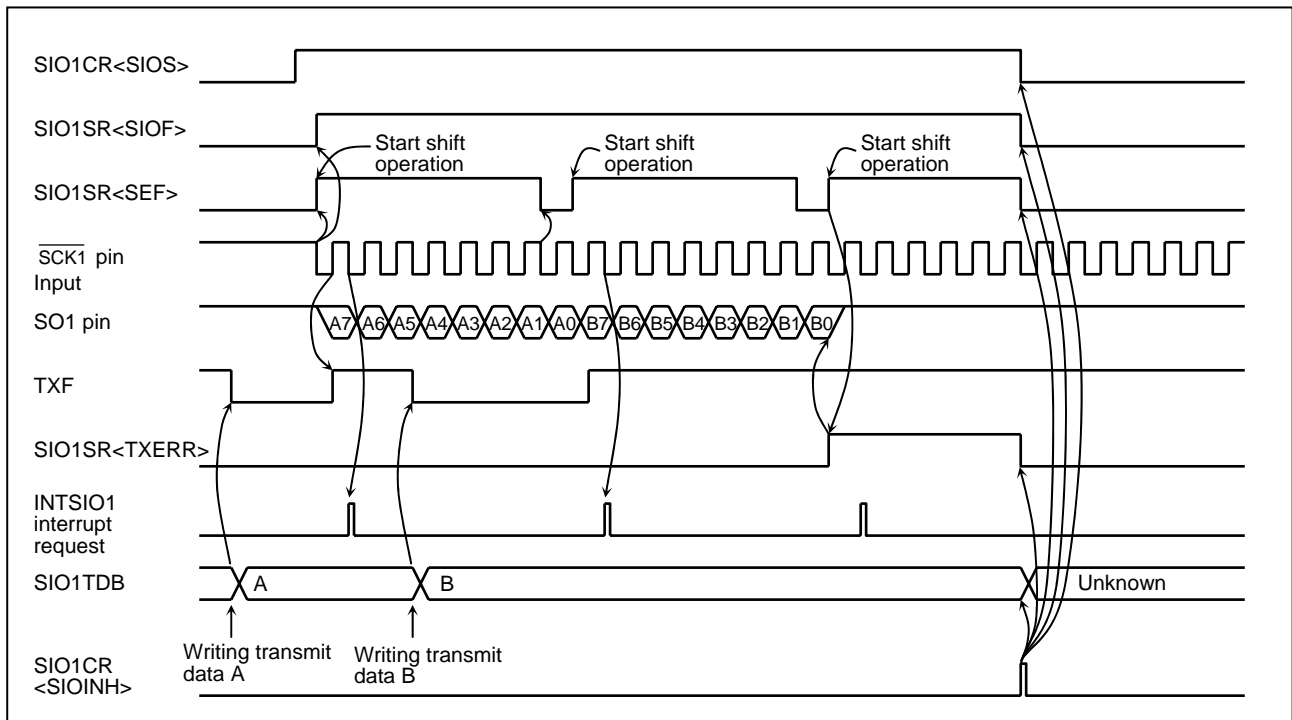 SIO1CR<SIOS>
SIO1SR<SIOF>
Start shift
operation
Start shift
operation
Start shift
operation
SIO1SR<SEF>
SCK1 pin
Input
SO1 pin
A7 A6 A5 A4 A3 A2 A1 A0 B7 B6 B5 B4 B3 B2 B1 B0
TXF
SIO1SR<TXERR>
INTSIO1
interrupt
request
SIO1TDB
A
B
Unknown
Writing transmit
data A
Writing transmit
data B
SIO1CR
<SIOINH>